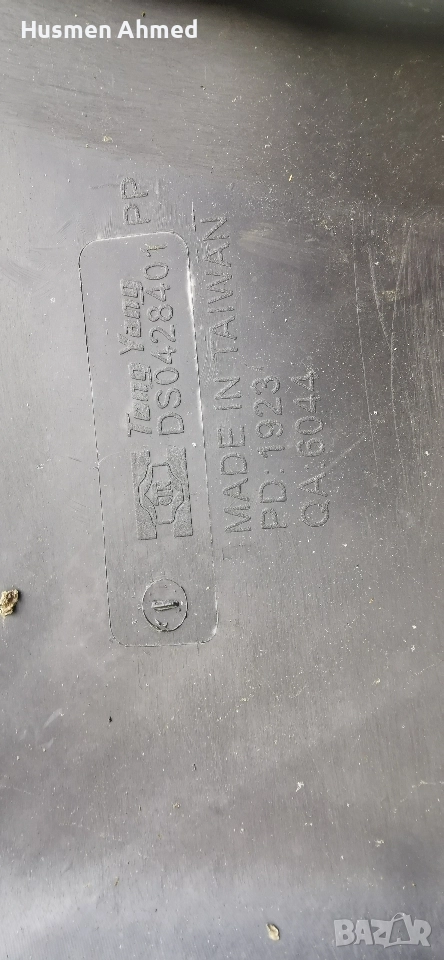 Husmen Ahmed
Tong Yang
DS0428401 PP
MADE IN TAIWAN
PD:1923
QA:6044
BAZAR